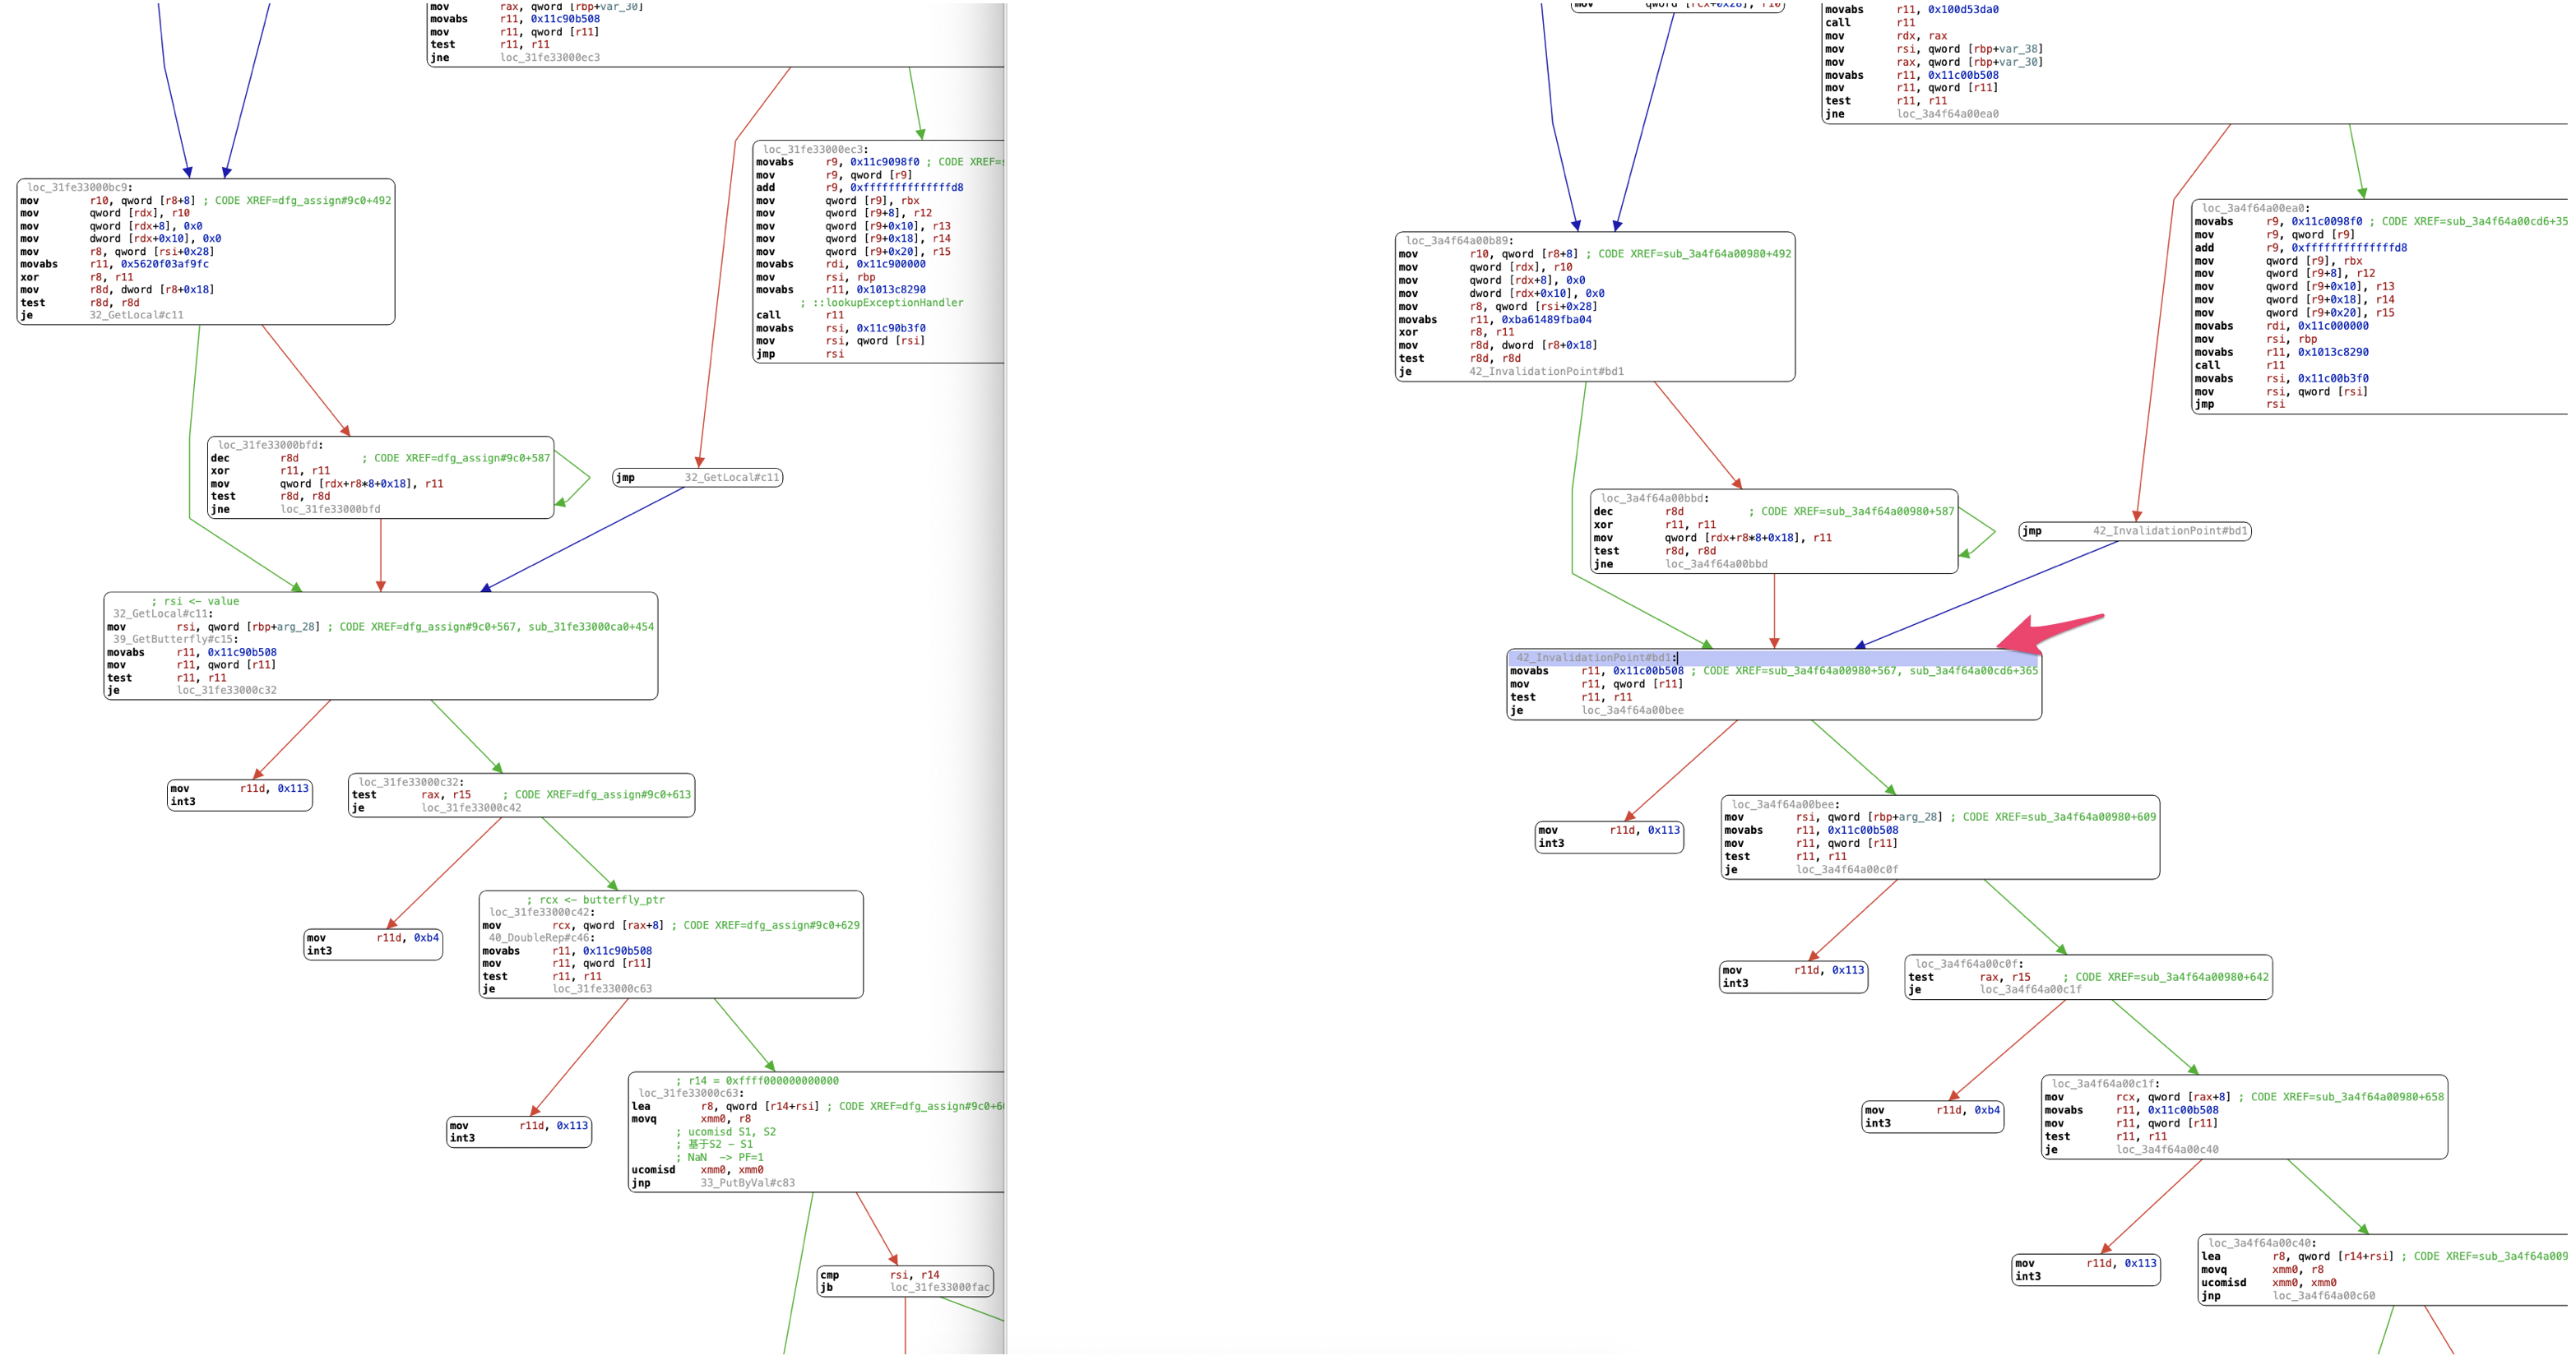 mov rax, qword [rbp+var_30]
movabs r11, 0x11c90b508
mov r11, qword [r11]
test r11, r11
jne loc_31fe33000ec3
loc_31fe33000ec3:
movabs r9, 0x11c9098f0 ; CODE XREF=
mov r9, qword [r9]
add r9, 0xffffffffffffffd8
mov qword [r9], rbx
mov qword [r9+8], r12
mov qword [r9+0x10], r13
mov qword [r9+0x18], r14
mov qword [r9+0x20], r15
movabs rdi, 0x11c900000
mov rsi, rbp
movabs r11, 0x1013c8290
; ::lookupExceptionHandler
call r11
movabs rsi, 0x11c90b3f0
mov rsi, qword [rsi]
jmp rsi
loc_31fe33000bc9:
mov r10, qword [r8+8] ; CODE XREF=dfg_assign#9c0+492
mov qword [rdx], r10
mov qword [rdx+8], 0x0
mov dword [rdx+0x10], 0x0
mov r8, qword [rsi+0x28]
movabs r11, 0x5620f03af9fc
xor r8, r11
mov r8d, dword [r8+0x18]
test r8d, r8d
je 32_GetLocal#c11
loc_31fe33000bfd:
dec r8d ; CODE XREF=dfg_assign#9c0+587
xor r11, r11
mov qword [rdx+r8*8+0x18], r11
test r8d, r8d
jne loc_31fe33000bfd
jmp 32_GetLocal#c11
; rsi <- value
32_GetLocal#c11:
mov rsi, qword [rbp+arg_28] ; CODE XREF=dfg_assign#9c0+567, sub_31fe33000ca0+454
39_GetButterfly#c15:
movabs r11, 0x11c90b508
mov r11, qword [r11]
test r11, r11
je loc_31fe33000c32
mov r11d, 0x113
int3
loc_31fe33000c32:
test rax, r15 ; CODE XREF=dfg_assign#9c0+613
je loc_31fe33000c42
mov r11d, 0xb4
int3
; rcx <- butterfly_ptr
loc_31fe33000c42:
mov rcx, qword [rax+8] ; CODE XREF=dfg_assign#9c0+629
40_DoubleRep#c46:
movabs r11, 0x11c90b508
mov r11, qword [r11]
test r11, r11
je loc_31fe33000c63
mov r11d, 0x113
int3
; r14 = 0xffff000000000000
loc_31fe33000c63:
lea r8, qword [r14+rsi] ; CODE XREF=dfg_assign#9c0+6
movq xmm0, r8
; ucomisd S1, S2
; 基于S2 - S1
; NaN -> PF=1
ucomisd xmm0, xmm0
jnp 33_PutByVal#c83
cmp rsi, r14
jb loc_31fe33000fac
mov qword [rcx+0x28], r10
movabs r11, 0x100d53da0
call r11
mov rdx, rax
mov rsi, qword [rbp+var_38]
mov rax, qword [rbp+var_30]
movabs r11, 0x11c00b508
mov r11, qword [r11]
test r11, r11
jne loc_3a4f64a00ea0
loc_3a4f64a00ea0:
movabs r9, 0x11c0098f0 ; CODE XREF=sub_3a4f64a00cd6+35
mov r9, qword [r9]
add r9, 0xffffffffffffffd8
mov qword [r9], rbx
mov qword [r9+8], r12
mov qword [r9+0x10], r13
mov qword [r9+0x18], r14
mov qword [r9+0x20], r15
movabs rdi, 0x11c000000
mov rsi, rbp
movabs r11, 0x1013c8290
call r11
movabs rsi, 0x11c00b3f0
mov rsi, qword [rsi]
jmp rsi
loc_3a4f64a00b89:
mov r10, qword [r8+8] ; CODE XREF=sub_3a4f64a00980+492
mov qword [rdx], r10
mov qword [rdx+8], 0x0
mov dword [rdx+0x10], 0x0
mov r8, qword [rsi+0x28]
movabs r11, 0xba61489fba04
xor r8, r11
mov r8d, dword [r8+0x18]
test r8d, r8d
je 42_InvalidationPoint#bd1
loc_3a4f64a00bbd:
dec r8d ; CODE XREF=sub_3a4f64a00980+587
xor r11, r11
mov qword [rdx+r8*8+0x18], r11
test r8d, r8d
jne loc_3a4f64a00bbd
jmp 42_InvalidationPoint#bd1
42_InvalidationPoint#bd1:
movabs r11, 0x11c00b508 ; CODE XREF=sub_3a4f64a00980+567, sub_3a4f64a00cd6+365
mov r11, qword [r11]
test r11, r11
je loc_3a4f64a00bee
mov r11d, 0x113
int3
loc_3a4f64a00bee:
mov rsi, qword [rbp+arg_28] ; CODE XREF=sub_3a4f64a00980+609
movabs r11, 0x11c00b508
mov r11, qword [r11]
test r11, r11
je loc_3a4f64a00c0f
mov r11d, 0x113
int3
loc_3a4f64a00c0f:
test rax, r15 ; CODE XREF=sub_3a4f64a00980+642
je loc_3a4f64a00c1f
mov r11d, 0xb4
int3
loc_3a4f64a00c1f:
mov rcx, qword [rax+8] ; CODE XREF=sub_3a4f64a00980+658
movabs r11, 0x11c00b508
mov r11, qword [r11]
test r11, r11
je loc_3a4f64a00c40
mov r11d, 0x113
int3
loc_3a4f64a00c40:
lea r8, qword [r14+rsi] ; CODE XREF=sub_3a4f64a009
movq xmm0, r8
ucomisd xmm0, xmm0
jnp loc_3a4f64a00c60